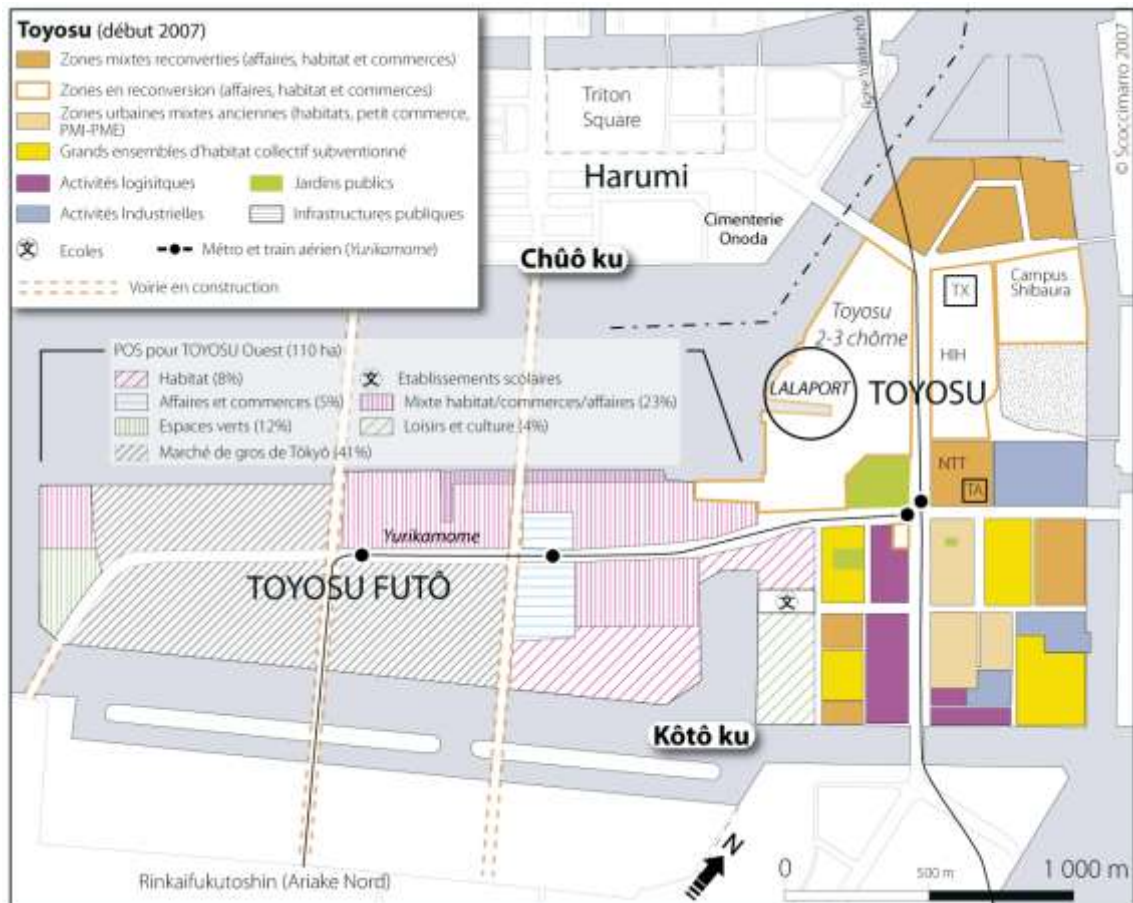 Toyosu (début 2007)
Zones mixtes reconverties (affaires, habitat et commerces)
Zones en reconversion (affaires, habitat et commerces)
Zones urbaines mixtes anciennes (habitats, petit commerce,
PMI-PME)
Grands ensembles d'habitat collectif subventionné
Activités logisitques
Jardins publics
Activités Industrielles
Infrastructures publiques
文 Ecoles
Métro et train aérien (Yurikamome)
Voirie en construction
© Scoccimarro 2007
ligne Yûrakuchô
Triton
Square
Harumi
Cimenterie
Onoda
Chûô ku
TX
Campus
Shibaura
Toyosu
2-3 chôme
HIH
LALAPORT
TOYOSU
NTT
TA
POS pour TOYOSU Ouest (110 ha)
Habitat (8%)
文 Etablissements scolaires
Affaires et commerces (5%)
Mixte habitat/commerces/affaires (23%)
Espaces verts (12%)
Loisirs et culture (4%)
Marché de gros de Tôkyô (41%)
Yurikamome
TOYOSU FUTÔ
文
Kôtô ku
Rinkaifukutoshin (Ariake Nord)
N
0
500 m
1 000 m